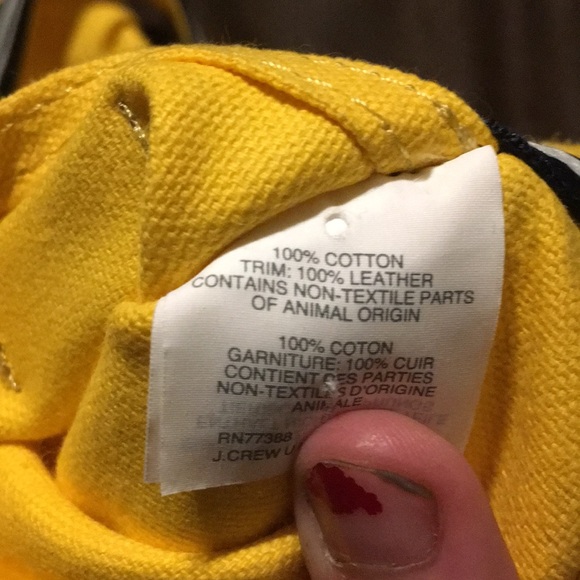 100% COTTON
TRIM: 100% LEATHER
CONTAINS NON-TEXTILE PARTS
OF ANIMAL ORIGIN
100% COTON
GARNITURE: 100% CUIR
CONTIENT DES PARTIES
NON-TEXTILES D'ORIGINE
ANIMALE
RN77388
J.CREW